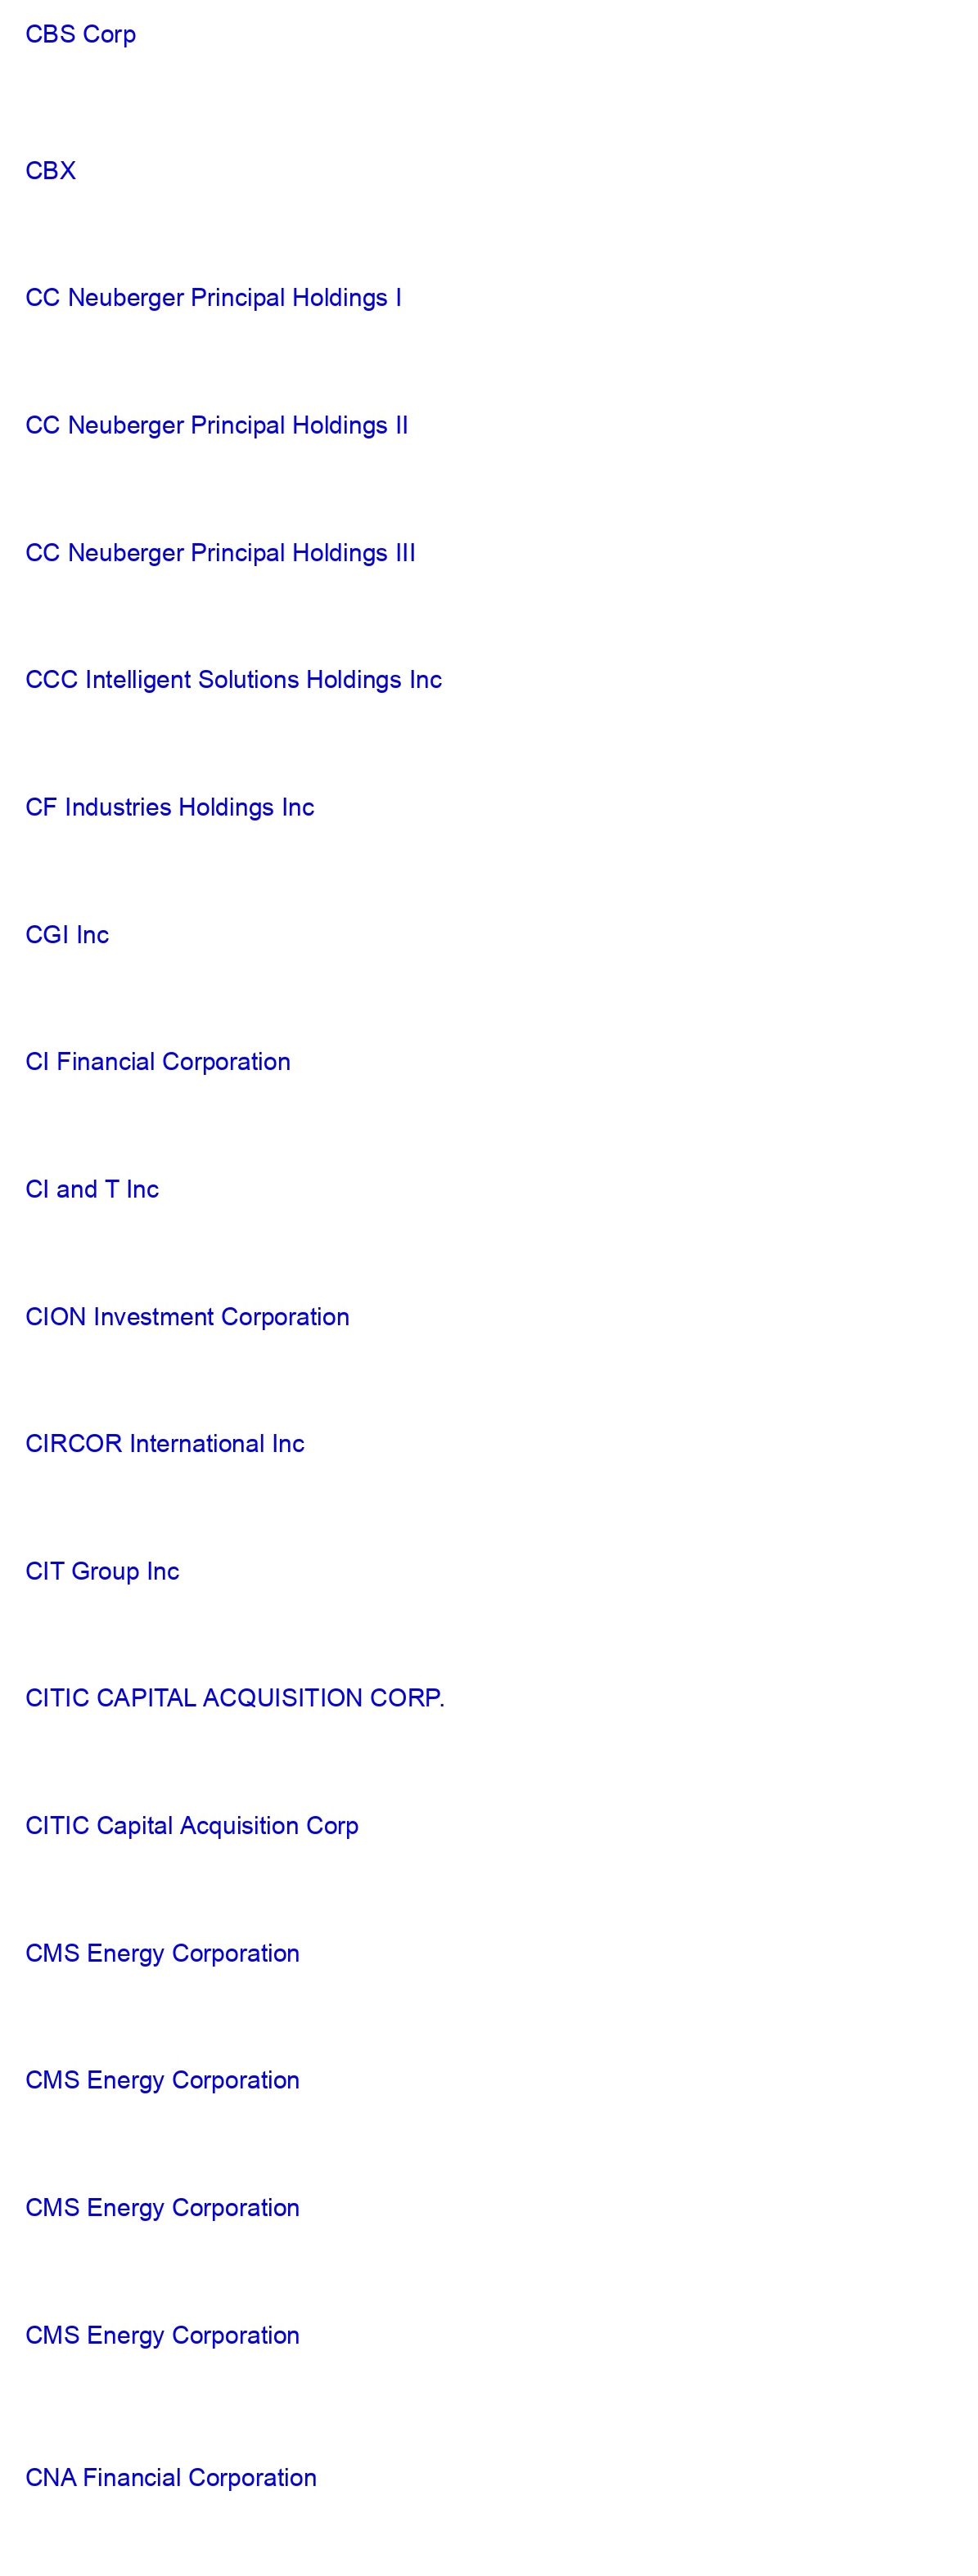 CBS Corp
CBX
CC Neuberger Principal Holdings I
CC Neuberger Principal Holdings II
CC Neuberger Principal Holdings III
CCC Intelligent Solutions Holdings Inc
CF Industries Holdings Inc
CGI Inc
CI Financial Corporation
CI and T Inc
CION Investment Corporation
CIRCOR International Inc
CIT Group Inc
CITIC CAPITAL ACQUISITION CORP.
CITIC Capital Acquisition Corp
CMS Energy Corporation
CMS Energy Corporation
CMS Energy Corporation
CMS Energy Corporation
CNA Financial Corporation